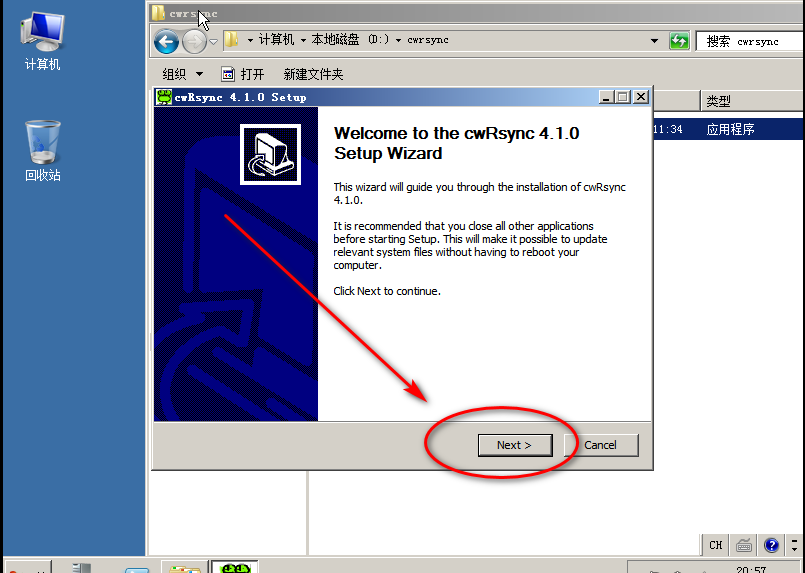 cwrsync
计算机
计算机 本地磁盘 (D:) cwrsync
搜索 cwrsync
组织 打开 新建文件夹
cwRsync 4.1.0 Setup
类型
11:34 应用程序
Welcome to the cwRsync 4.1.0
Setup Wizard
This wizard will guide you through the installation of cwRsync
4.1.0.
It is recommended that you close all other applications
before starting Setup. This will make it possible to update
relevant system files without having to reboot your
computer.
Click Next to continue.
回收站
Next >
Cancel
CH
20:57